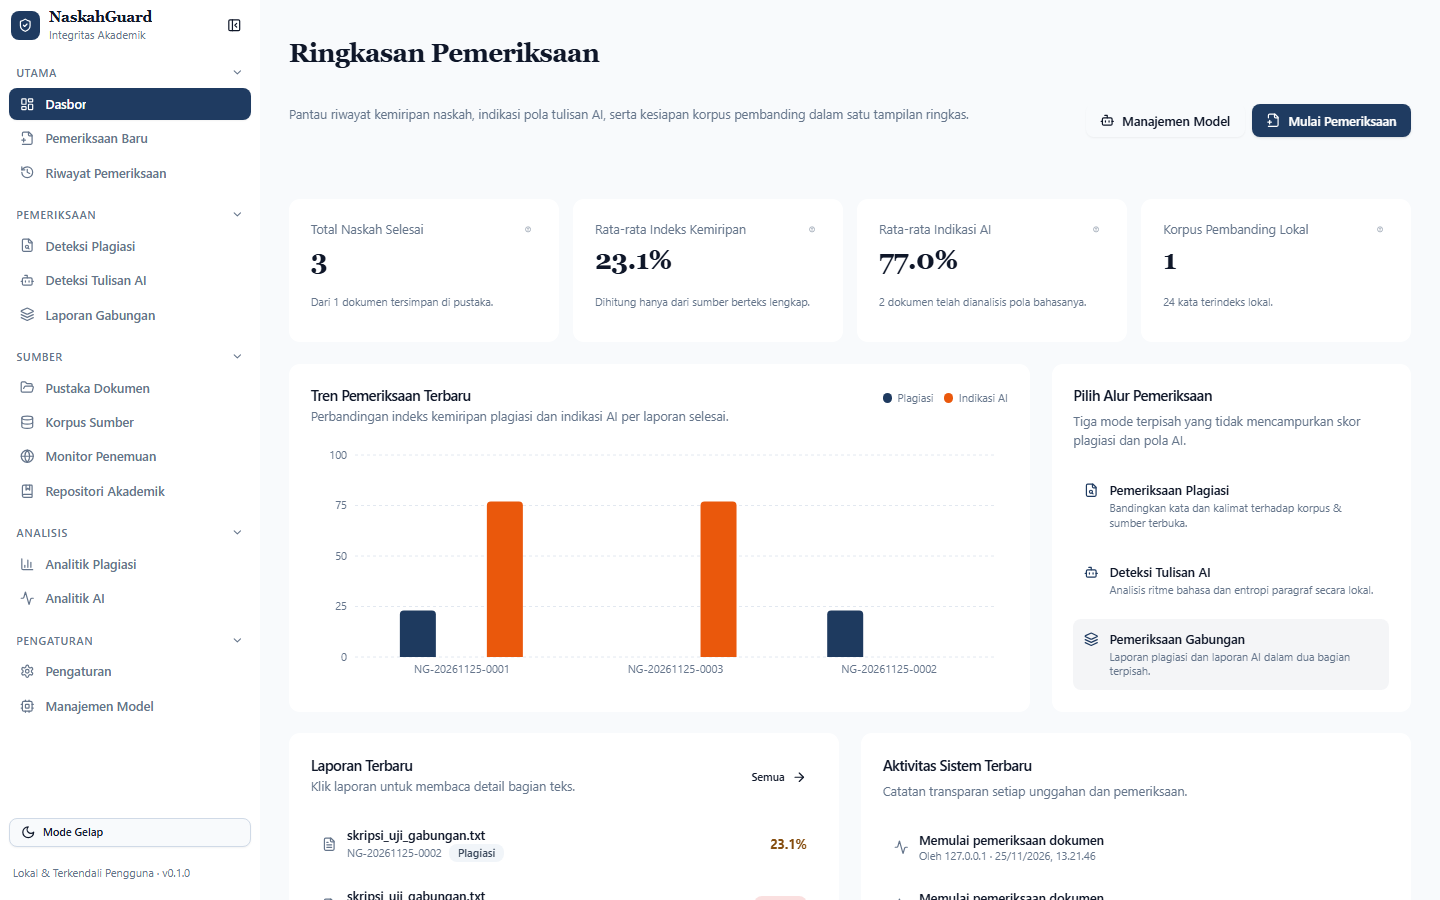 NaskahGuard
Integritas Akademik
UTAMA
Dasbor
Pemeriksaan Baru
Riwayat Pemeriksaan
PEMERIKSAAN
Deteksi Plagiasi
Deteksi Tulisan AI
Laporan Gabungan
SUMBER
Pustaka Dokumen
Korpus Sumber
Monitor Penemuan
Repositori Akademik
ANALISIS
Analitik Plagiasi
Analitik AI
PENGATURAN
Pengaturan
Manajemen Model
Mode Gelap
Lokal & Terkendali Pengguna · v0.1.0
Ringkasan Pemeriksaan
Pantau riwayat kemiripan naskah, indikasi pola tulisan AI, serta kesiapan korpus pembanding dalam satu tampilan ringkas.
Manajemen Model
Mulai Pemeriksaan
Total Naskah Selesai
3
Dari 1 dokumen tersimpan di pustaka.
Rata-rata Indeks Kemiripan
23.1%
Dihitung hanya dari sumber berteks lengkap.
Rata-rata Indikasi AI
77.0%
2 dokumen telah dianalisis pola bahasanya.
Korpus Pembanding Lokal
1
24 kata terindeks lokal.
Tren Pemeriksaan Terbaru
Perbandingan indeks kemiripan plagiasi dan indikasi AI per laporan selesai.
Plagiasi
Indikasi AI
100
75
50
25
0
NG-20261125-0001
NG-20261125-0003
NG-20261125-0002
Pilih Alur Pemeriksaan
Tiga mode terpisah yang tidak mencampurkan skor
plagiasi dan pola AI.
Pemeriksaan Plagiasi
Bandingkan kata dan kalimat terhadap korpus &
sumber terbuka.
Deteksi Tulisan AI
Analisis ritme bahasa dan entropi paragraf secara lokal.
Pemeriksaan Gabungan
Laporan plagiasi dan laporan AI dalam dua bagian
terpisah.
Laporan Terbaru
Klik laporan untuk membaca detail bagian teks.
Semua
skripsi_uji_gabungan.txt
NG-20261125-0002
Plagiasi
23.1%
skripsi_uji_gabungan.txt
Aktivitas Sistem Terbaru
Catatan transparan setiap unggahan dan pemeriksaan.
Memulai pemeriksaan dokumen
Oleh 127.0.0.1 · 25/11/2026, 13.21.46
Memulai pemeriksaan dokumen